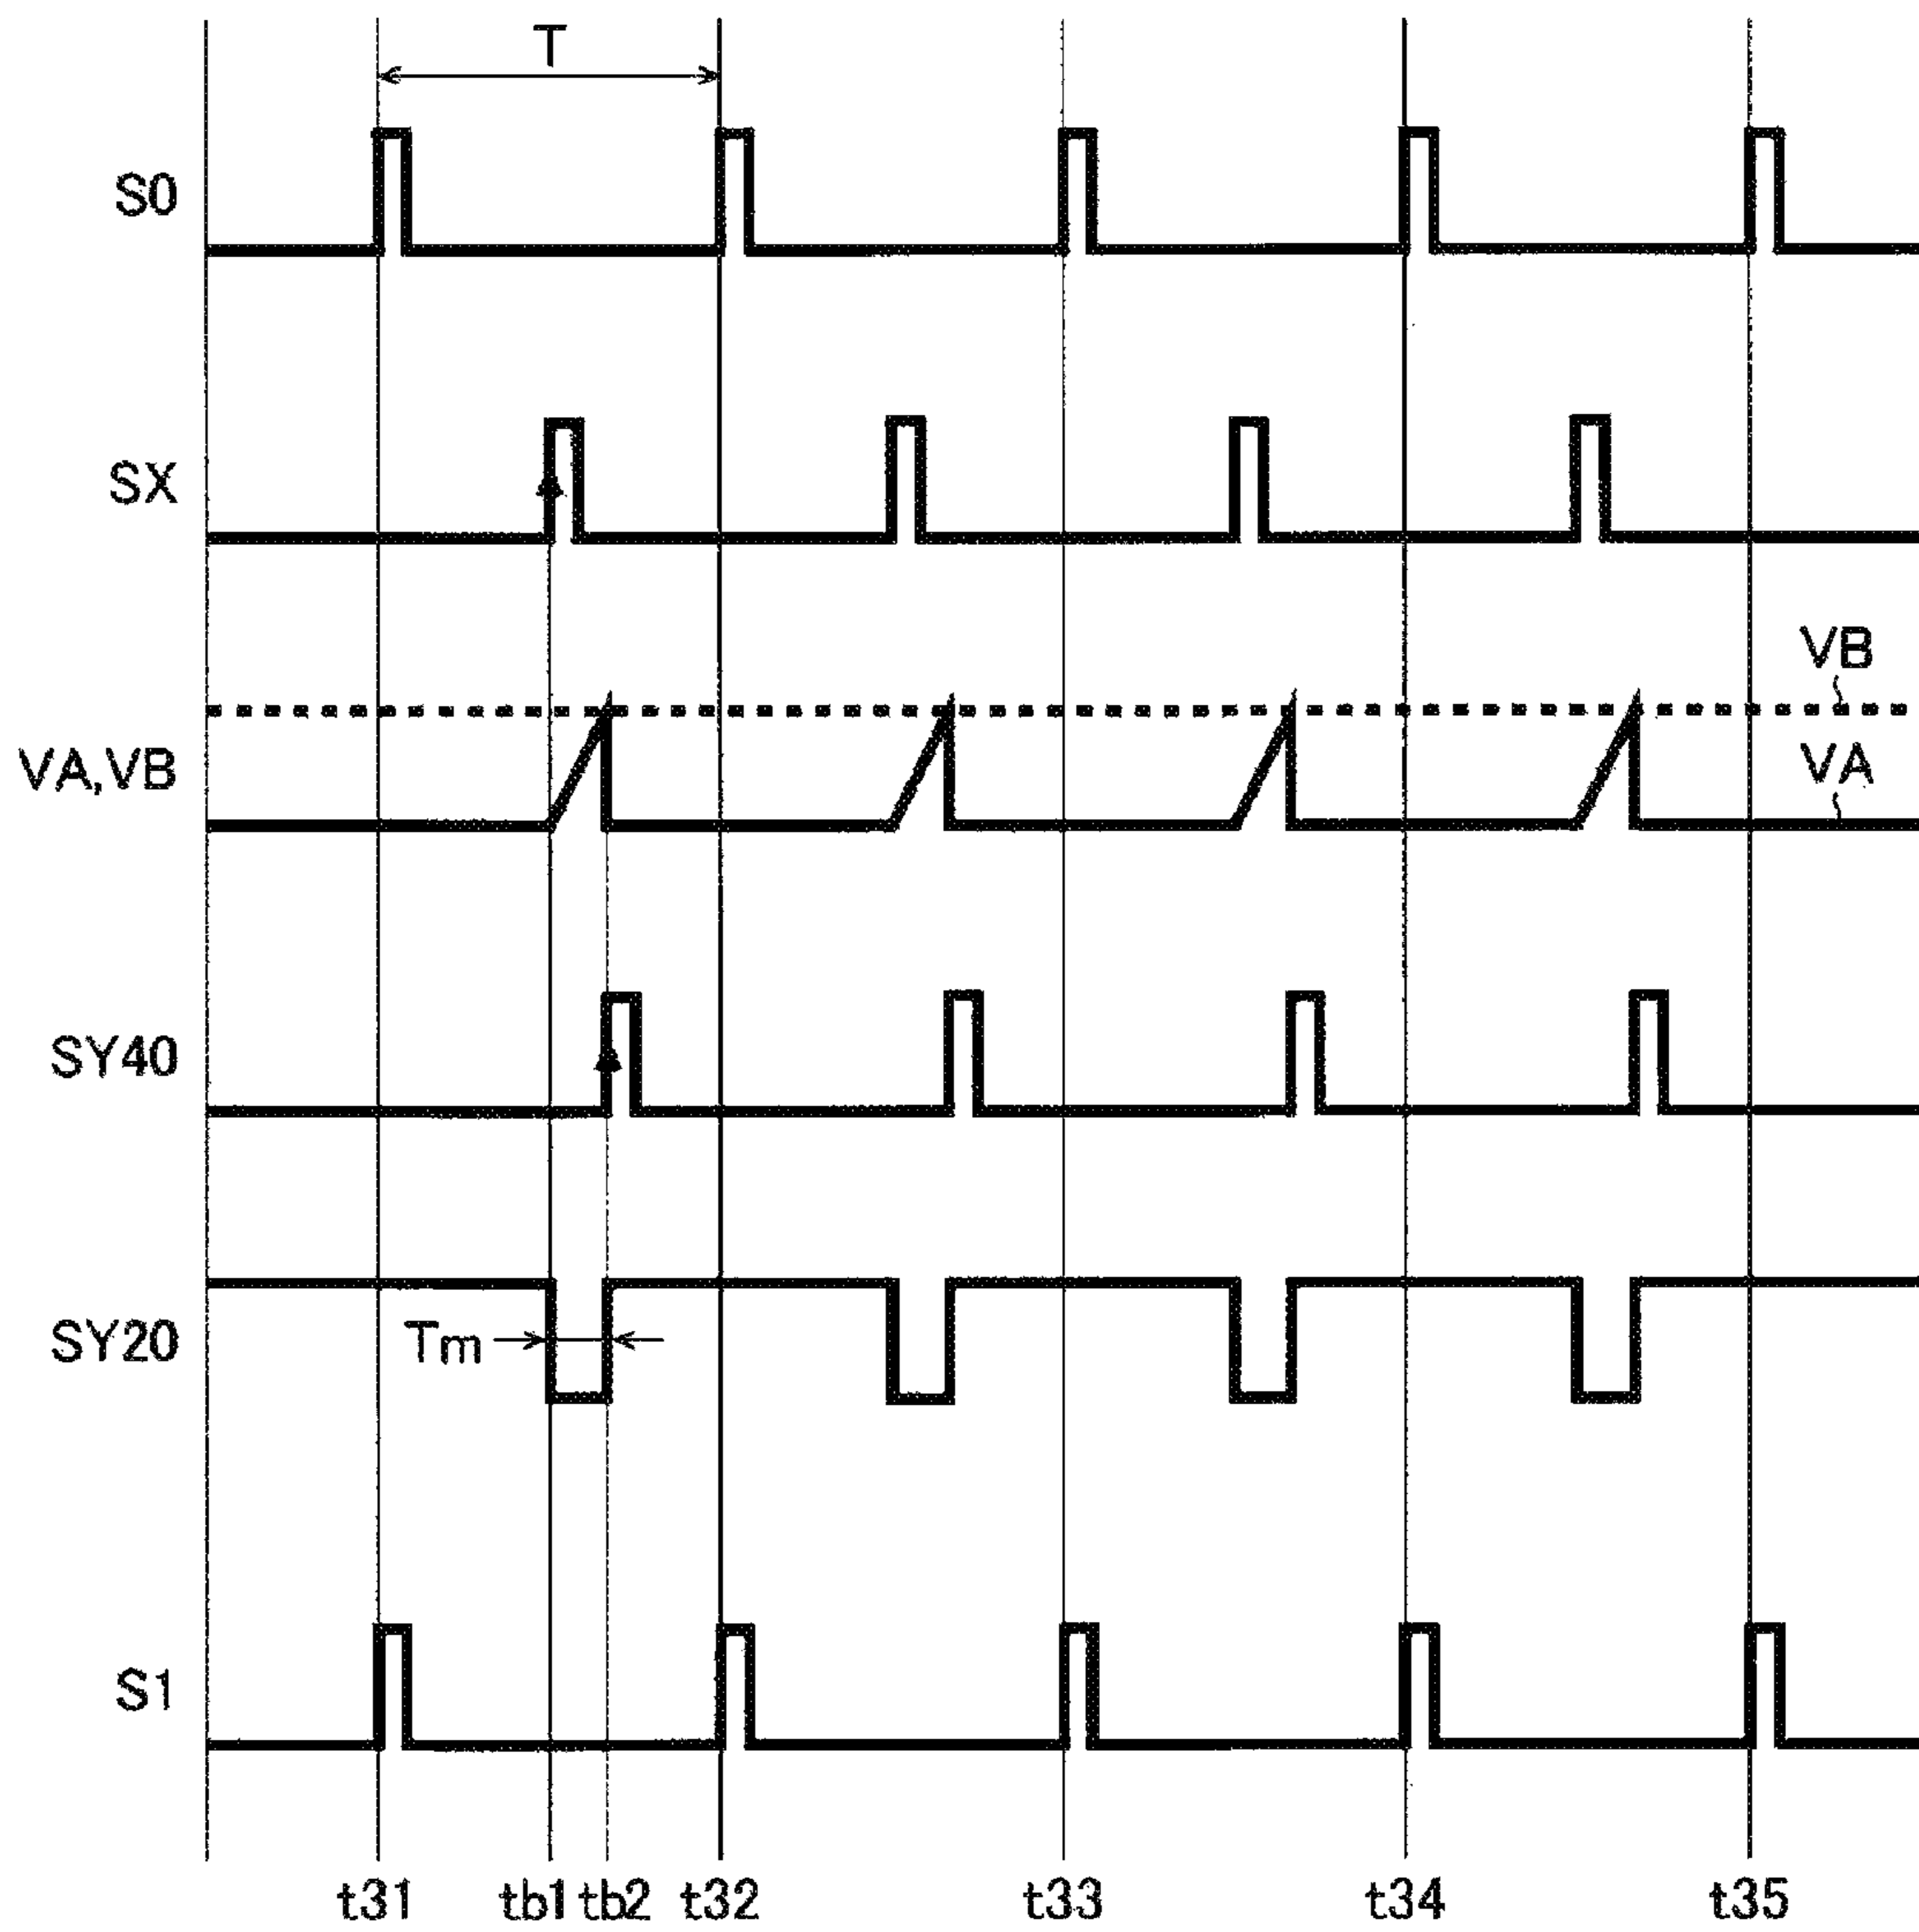 T
S0
SX
VB
VA,VB
VA
SY40
SY20
Tm
S1
t31 tb1 tb2 t32 t33 t34 t35